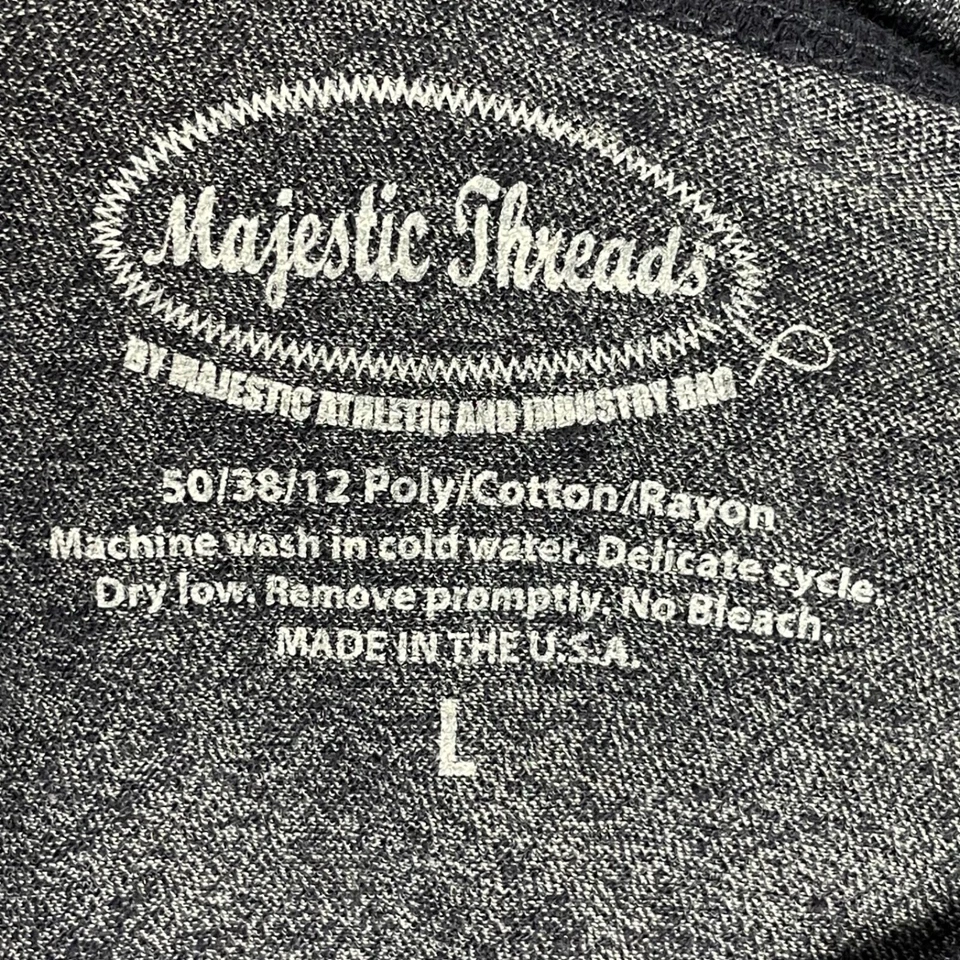 Majestic Threads
BY MAJESTIC ATHLETIC AND INDUSTRY RAG
50/38/12 Poly/Cotton/Rayon
Machine wash in cold water. Delicate cycle.
Dry low. Remove promptly. No Bleach.
MADE IN THE U.S.A.
L